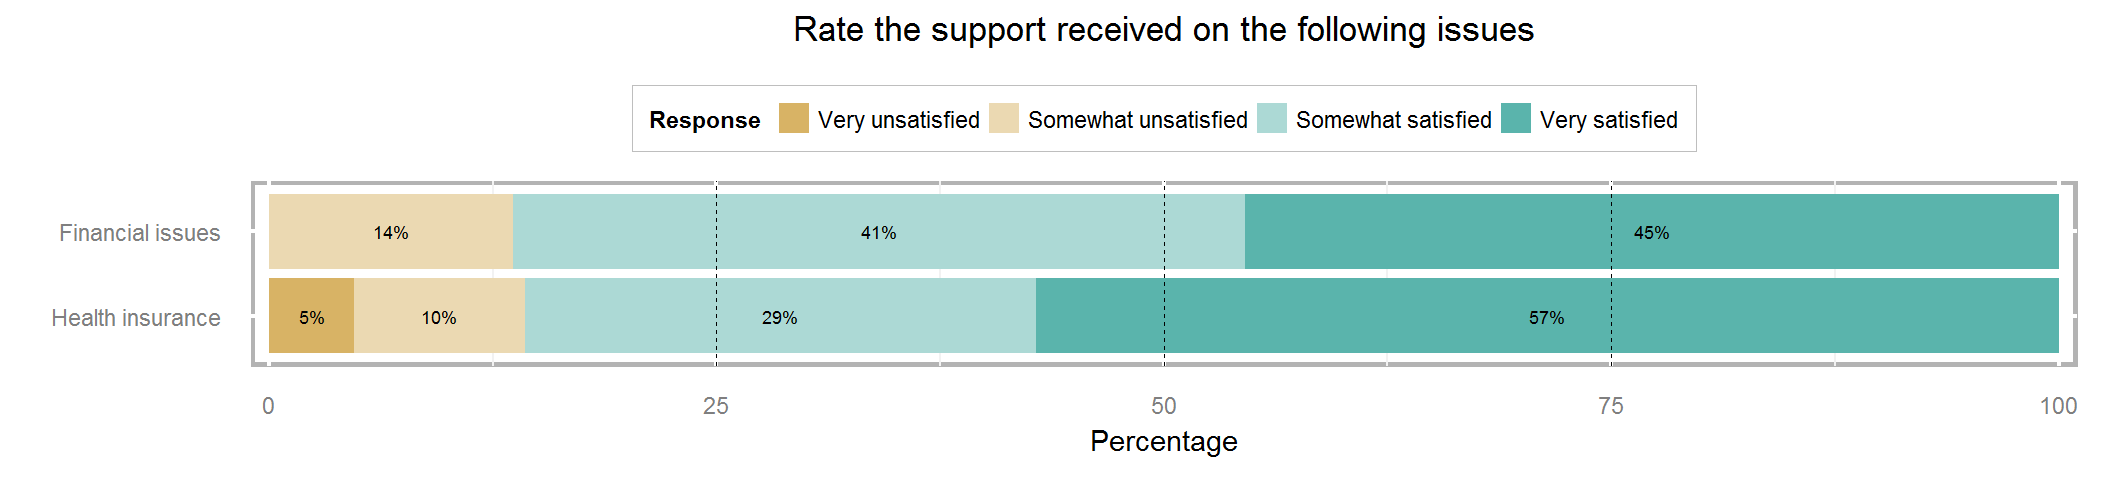 Rate the support received on the following issues
Response Very unsatisfied Somewhat unsatisfied Somewhat satisfied Very satisfied
Financial issues 14% 41% 45%
Health insurance 5% 10% 29% 57%
0 25 50 75 100
Percentage